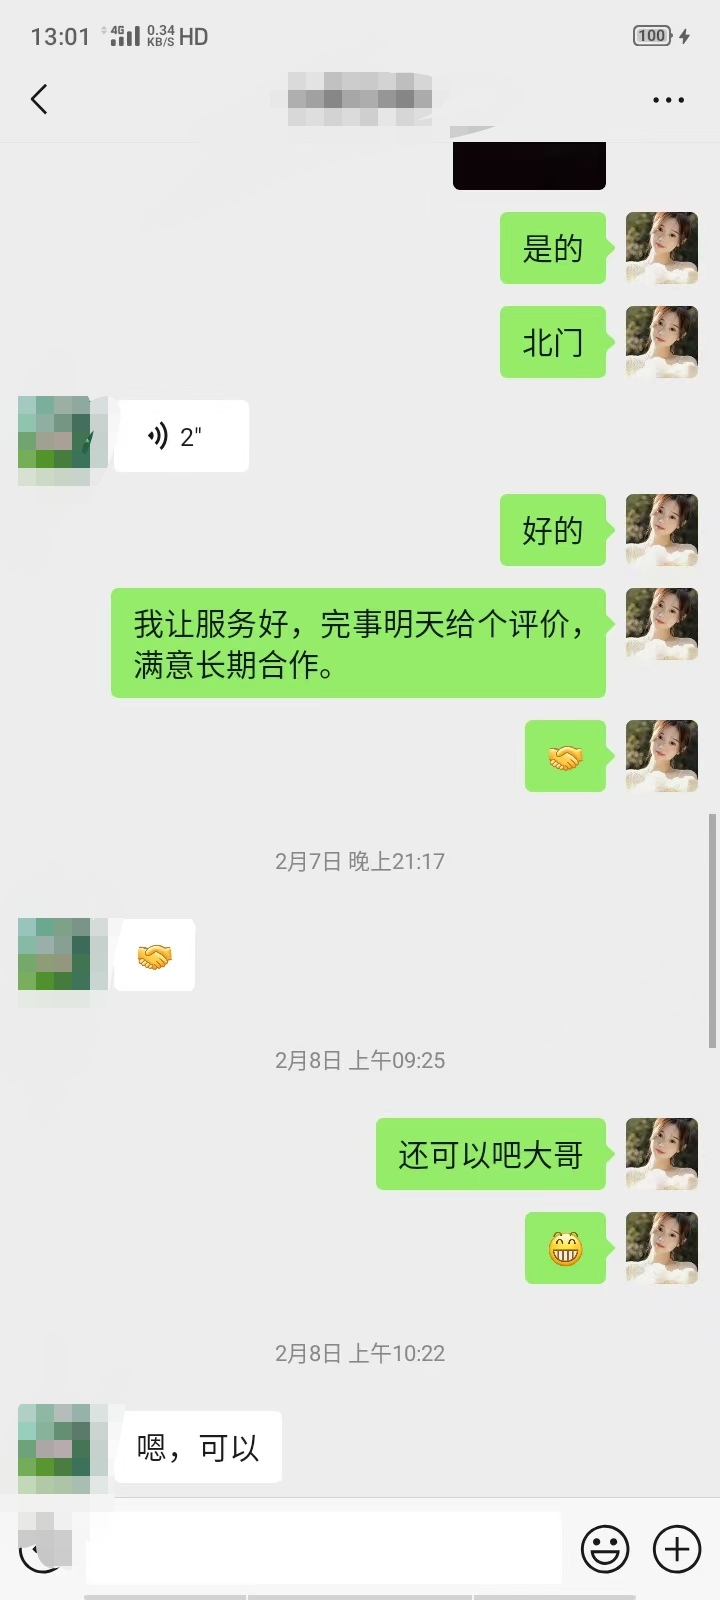 13:01 4G 0.34 KB/S HD 100
是的
北门
2"
好的
我让服务好，完事明天给个评价，
满意长期合作。
2月7日 晚上21:17
2月8日 上午09:25
还可以吧大哥
2月8日 上午10:22
嗯，可以